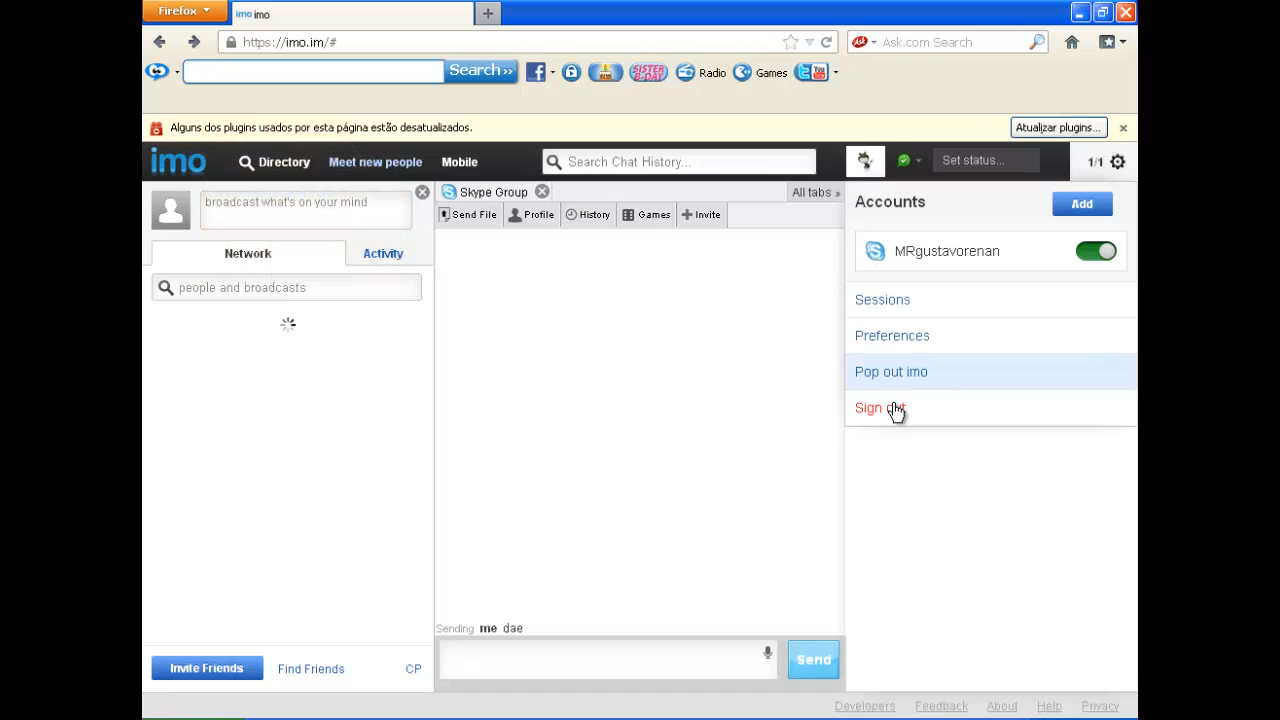 Firefox
imo imo
https://imo.im/#
Ask.com Search
Search>>
Radio
Games
You
Alguns dos plugins usados por esta página estão desatualizados.
Atualizar plugins...
imo
Directory
Meet new people
Mobile
Search Chat History...
Set status...
1/1
broadcast what's on your mind
Skype Group
All tabs »
Accounts
Add
Send File
Profile
History
Games
Invite
Network
Activity
MRgustavorenan
people and broadcasts
Sessions
Preferences
Pop out imo
Sign out
Sending me dae
Send
Invite Friends
Find Friends
CP
Developers
Feedback
About
Help
Privacy